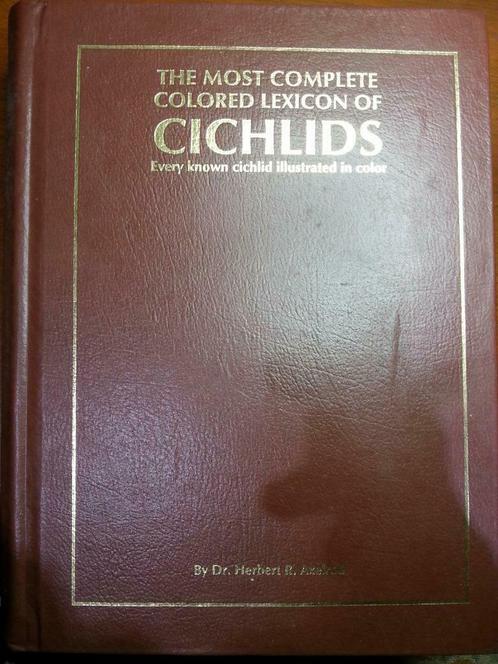 THE MOST COMPLETE
COLORED LEXICON OF
CICHLIDS
Every known cichlid illustrated in color
By Dr. Herbert R. Axelrod